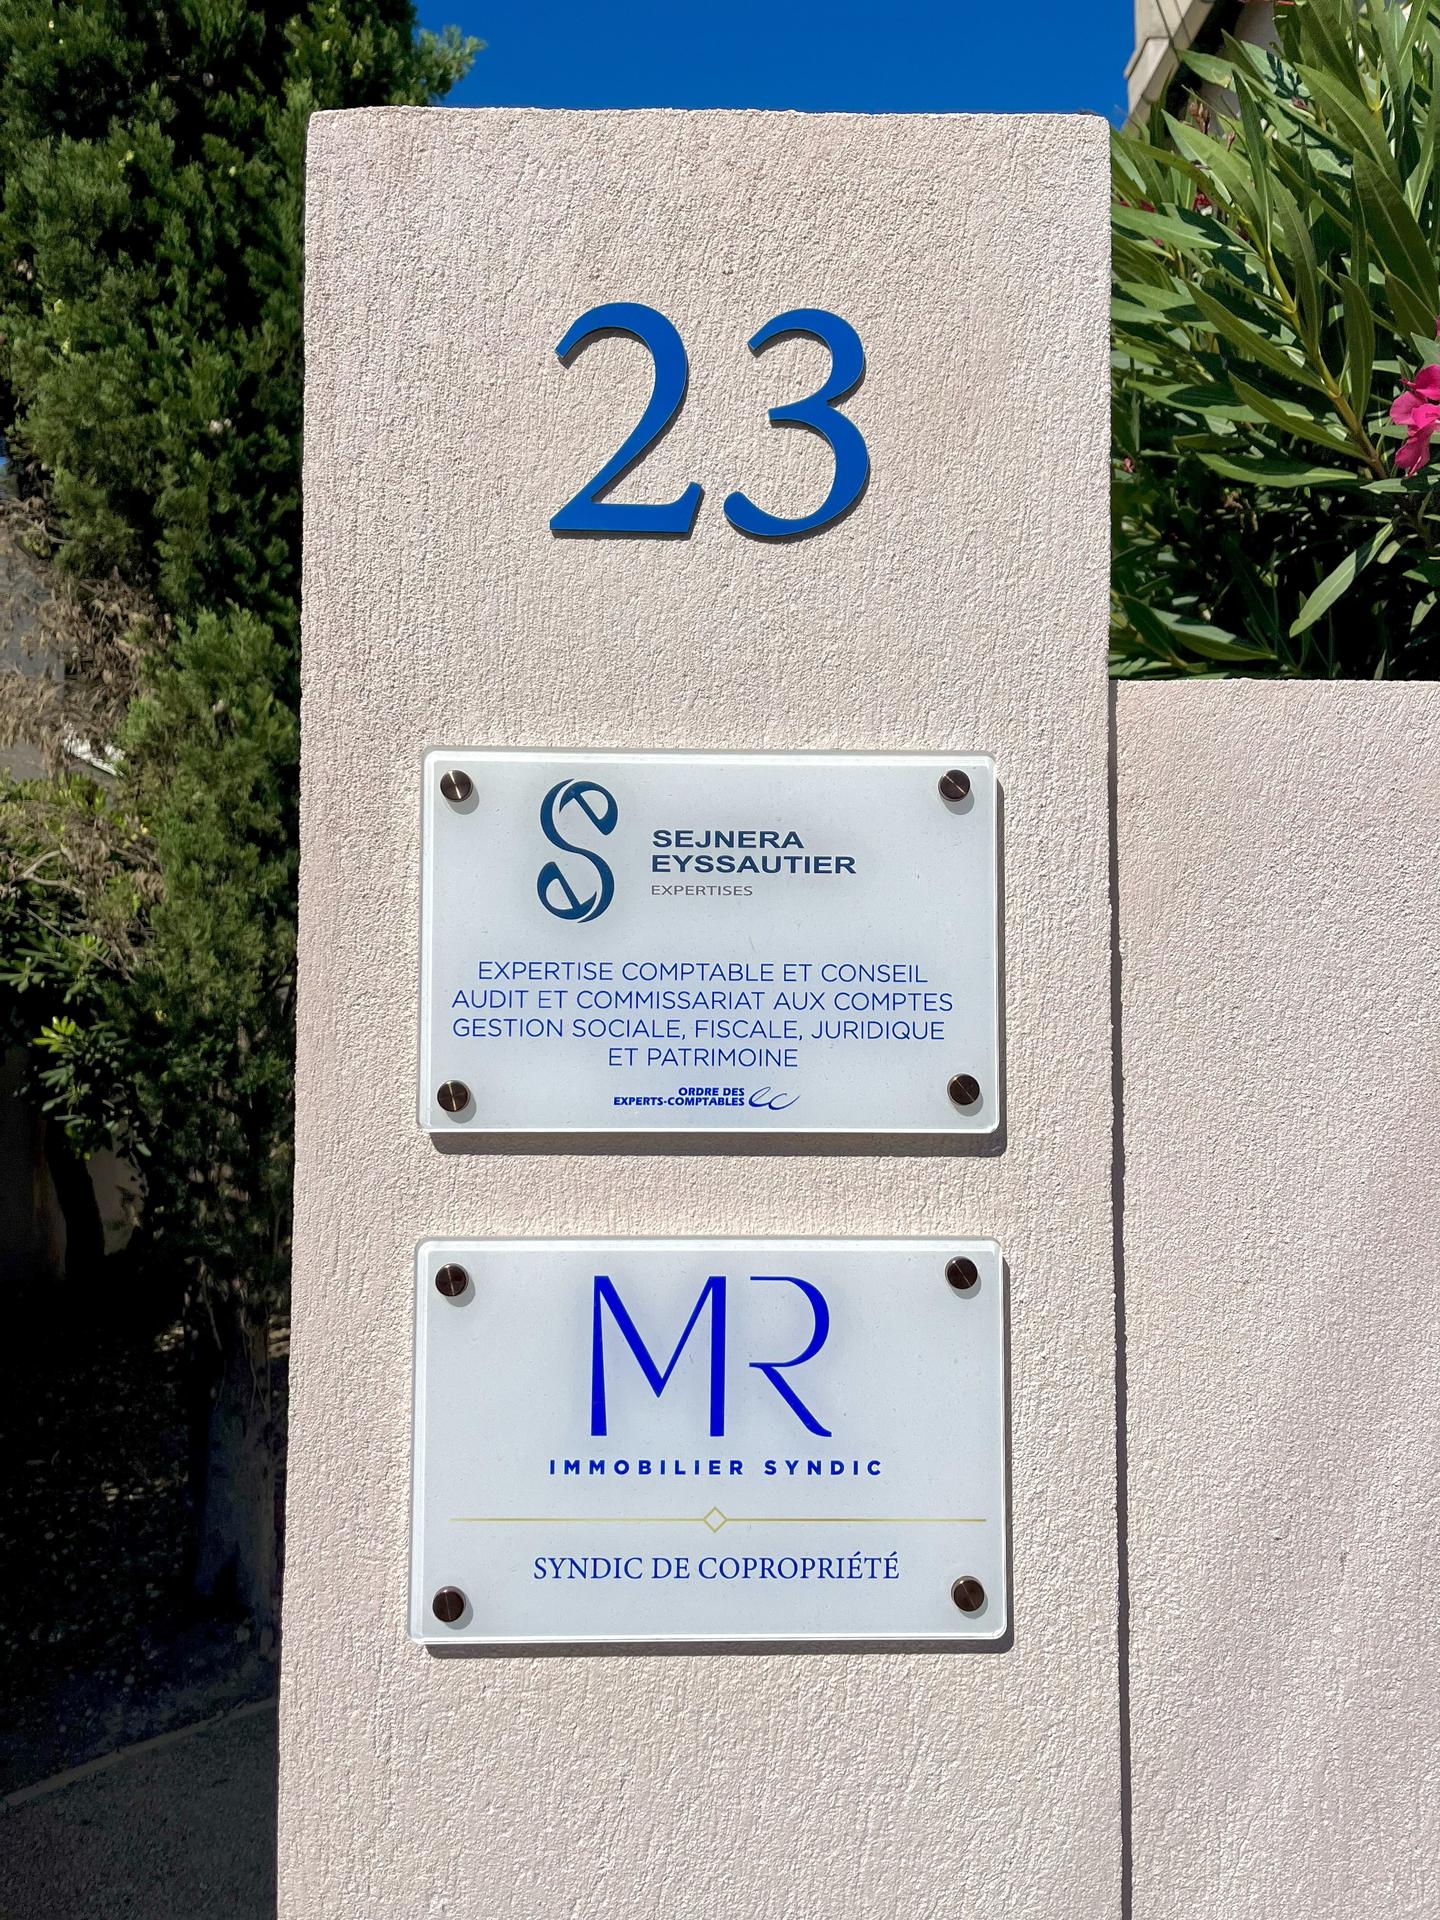 23
SEJNERA
EYSSAUTIER
EXPERTISES
EXPERTISE COMPTABLE ET CONSEIL
AUDIT ET COMMISSARIAT AUX COMPTES
GESTION SOCIALE, FISCALE, JURIDIQUE
ET PATRIMOINE
ORDRE DES
EXPERTS-COMPTABLES ec
MR
IMMOBILIER SYNDIC
SYNDIC DE COPROPRIÉTÉ